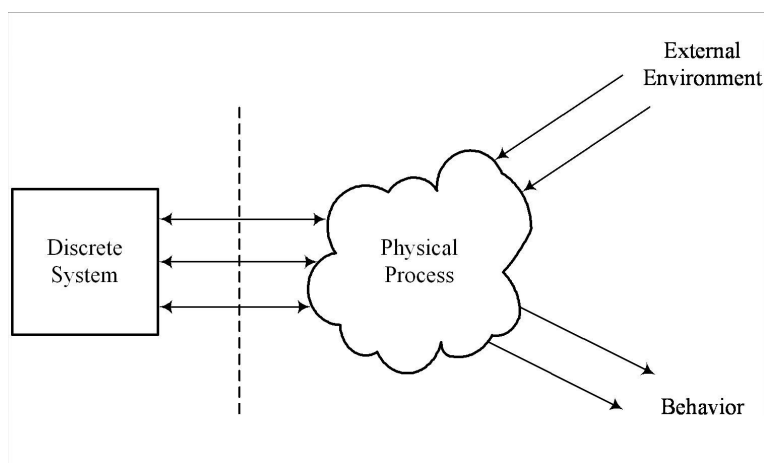 External
Environment
Discrete
System
Physical
Process
Behavior